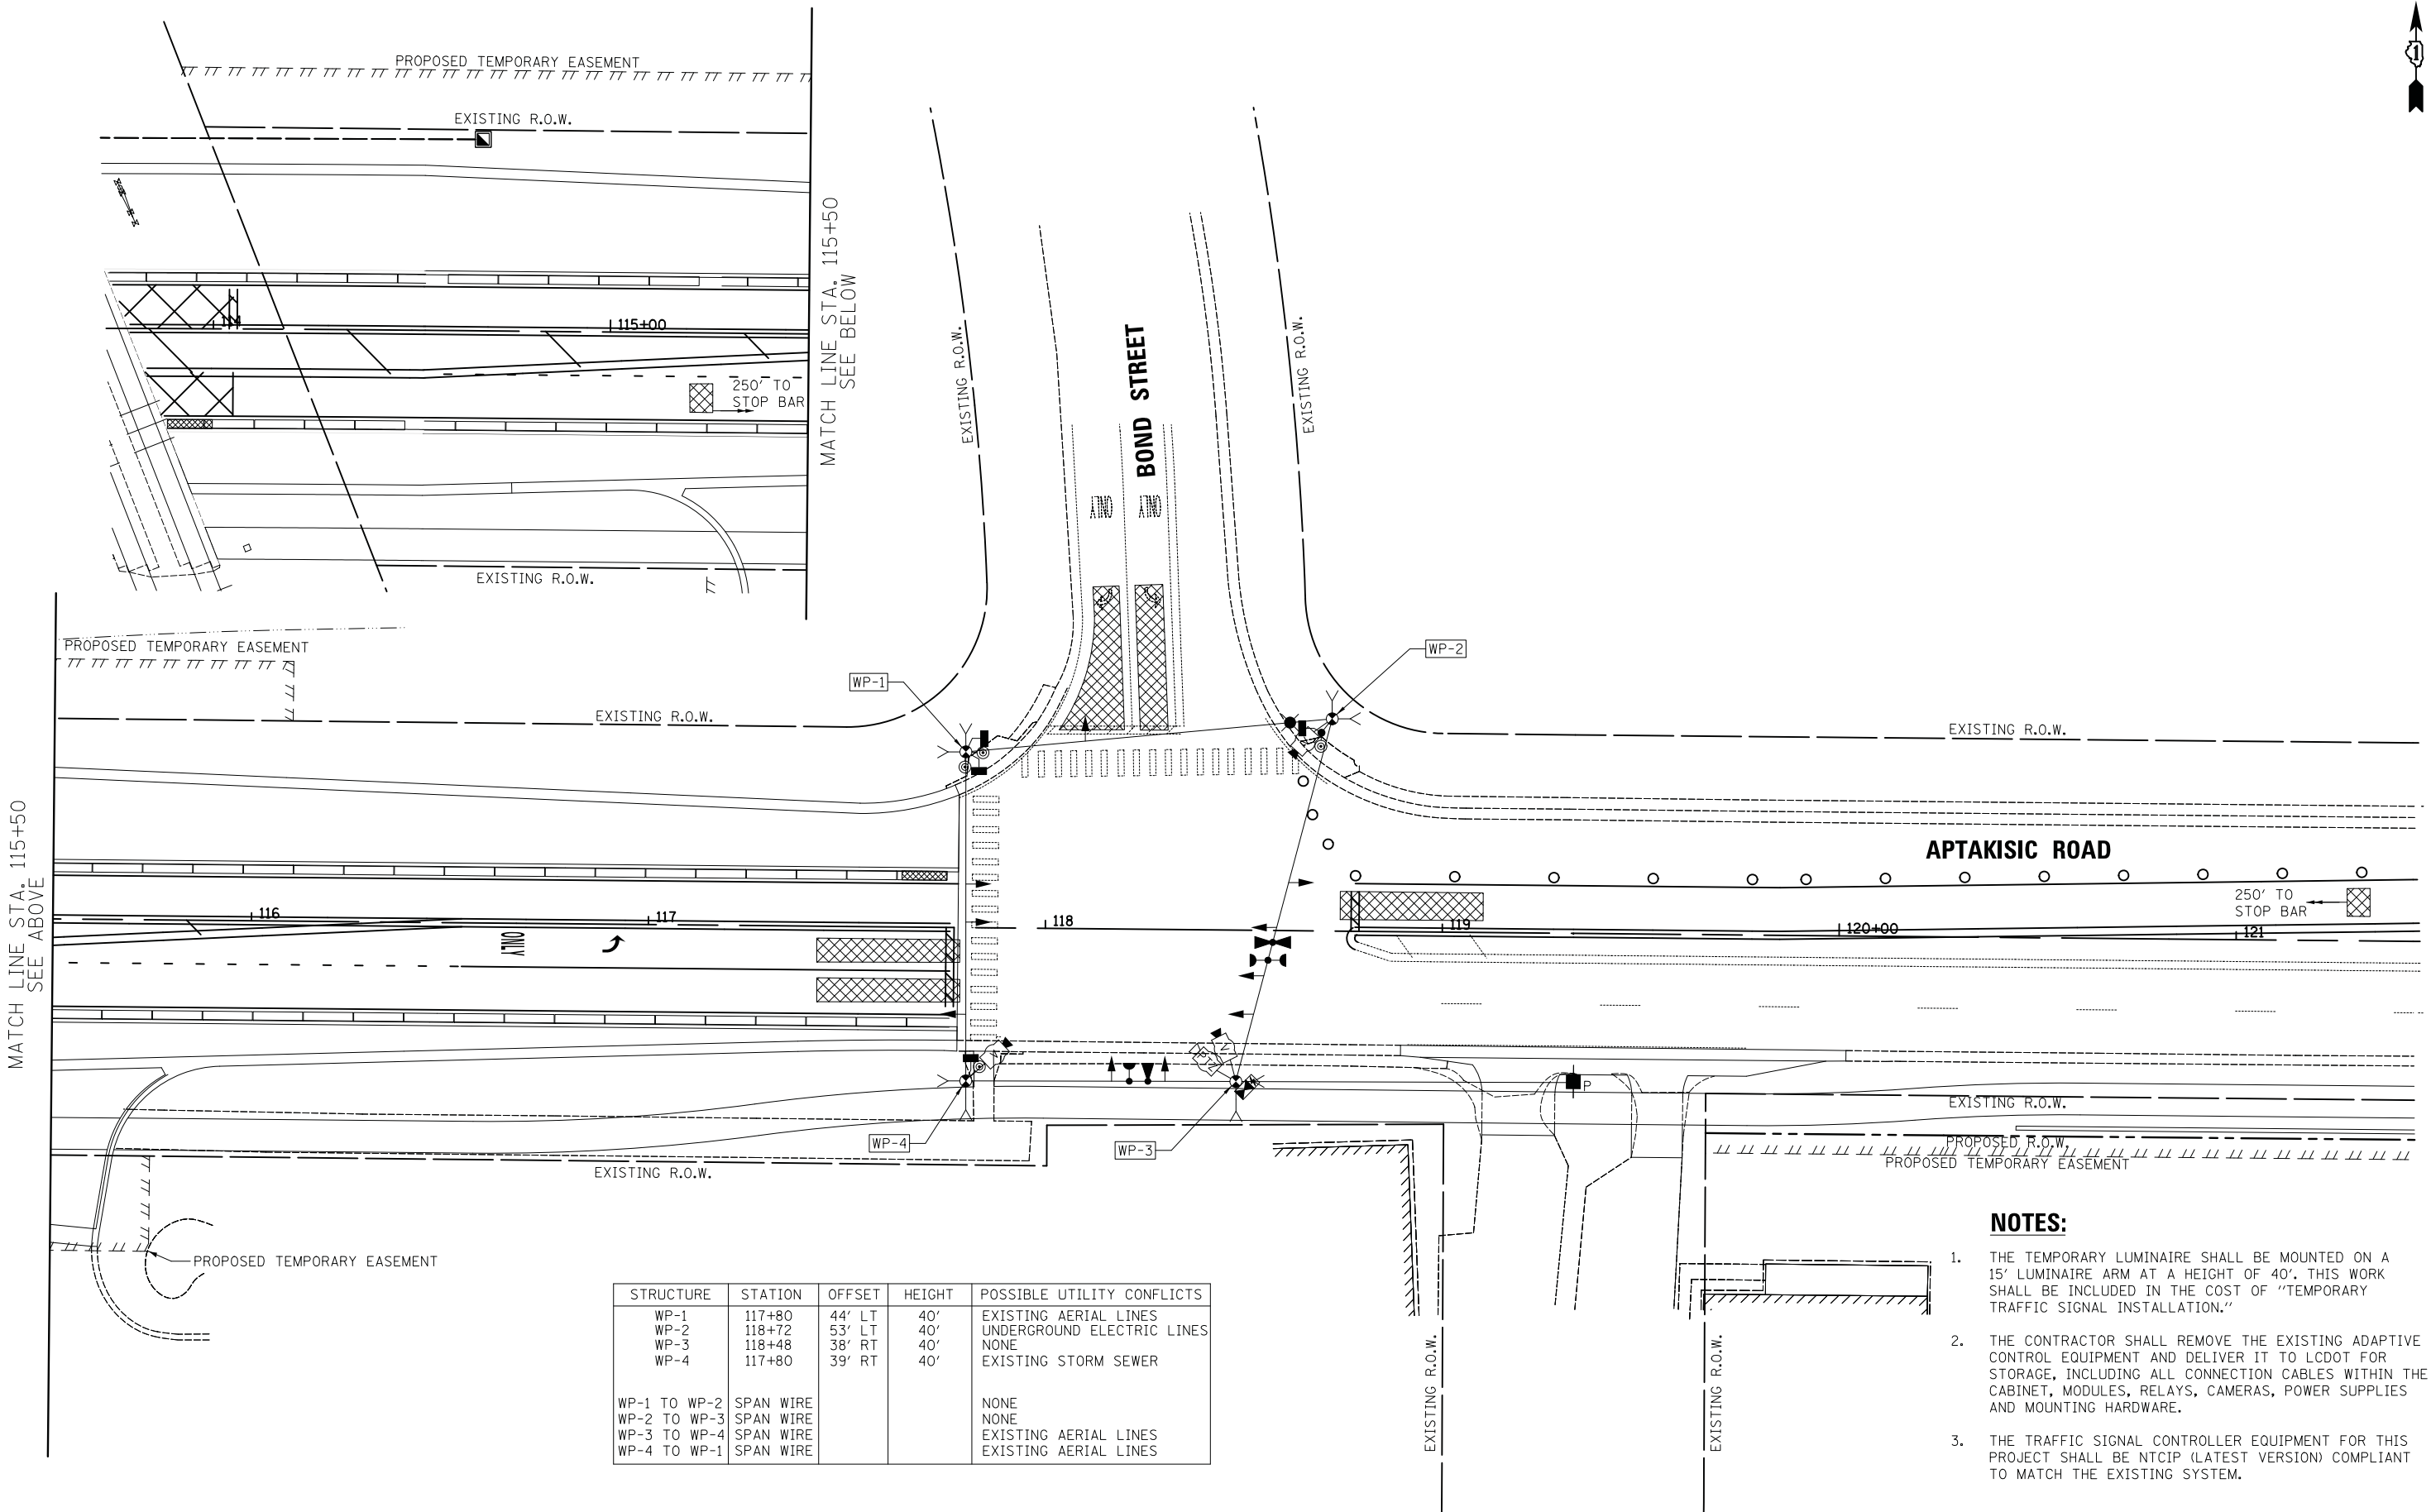 PROPOSED TEMPORARY EASEMENT
EXISTING R.O.W.
114
115+00
250' TO
STOP BAR
EXISTING R.O.W.
MATCH LINE STA. 115+50
SEE BELOW
1
EXISTING R.O.W.
BOND STREET
EXISTING R.O.W.
ONLY
ONLY
MATCH LINE STA. 115+50
SEE ABOVE
PROPOSED TEMPORARY EASEMENT
EXISTING R.O.W.
WP-1
WP-2
EXISTING R.O.W.
APTAKISIC ROAD
116
117
118
119
120+00
121
ONLY
250' TO
STOP BAR
P
WP-4
WP-3
EXISTING R.O.W.
EXISTING R.O.W.
PROPOSED R.O.W.
PROPOSED TEMPORARY EASEMENT
PROPOSED TEMPORARY EASEMENT
EXISTING R.O.W.
EXISTING R.O.W.
STRUCTURE STATION OFFSET HEIGHT POSSIBLE UTILITY CONFLICTS
WP-1 117+80 44' LT 40' EXISTING AERIAL LINES
WP-2 118+72 53' LT 40' UNDERGROUND ELECTRIC LINES
WP-3 118+48 38' RT 40' NONE
WP-4 117+80 39' RT 40' EXISTING STORM SEWER
WP-1 TO WP-2 SPAN WIRE NONE
WP-2 TO WP-3 SPAN WIRE NONE
WP-3 TO WP-4 SPAN WIRE EXISTING AERIAL LINES
WP-4 TO WP-1 SPAN WIRE EXISTING AERIAL LINES
NOTES:
1. THE TEMPORARY LUMINAIRE SHALL BE MOUNTED ON A
15' LUMINAIRE ARM AT A HEIGHT OF 40'. THIS WORK
SHALL BE INCLUDED IN THE COST OF "TEMPORARY
TRAFFIC SIGNAL INSTALLATION."
2. THE CONTRACTOR SHALL REMOVE THE EXISTING ADAPTIVE
CONTROL EQUIPMENT AND DELIVER IT TO LCDOT FOR
STORAGE, INCLUDING ALL CONNECTION CABLES WITHIN THE
CABINET, MODULES, RELAYS, CAMERAS, POWER SUPPLIES
AND MOUNTING HARDWARE.
3. THE TRAFFIC SIGNAL CONTROLLER EQUIPMENT FOR THIS
PROJECT SHALL BE NTCIP (LATEST VERSION) COMPLIANT
TO MATCH THE EXISTING SYSTEM.